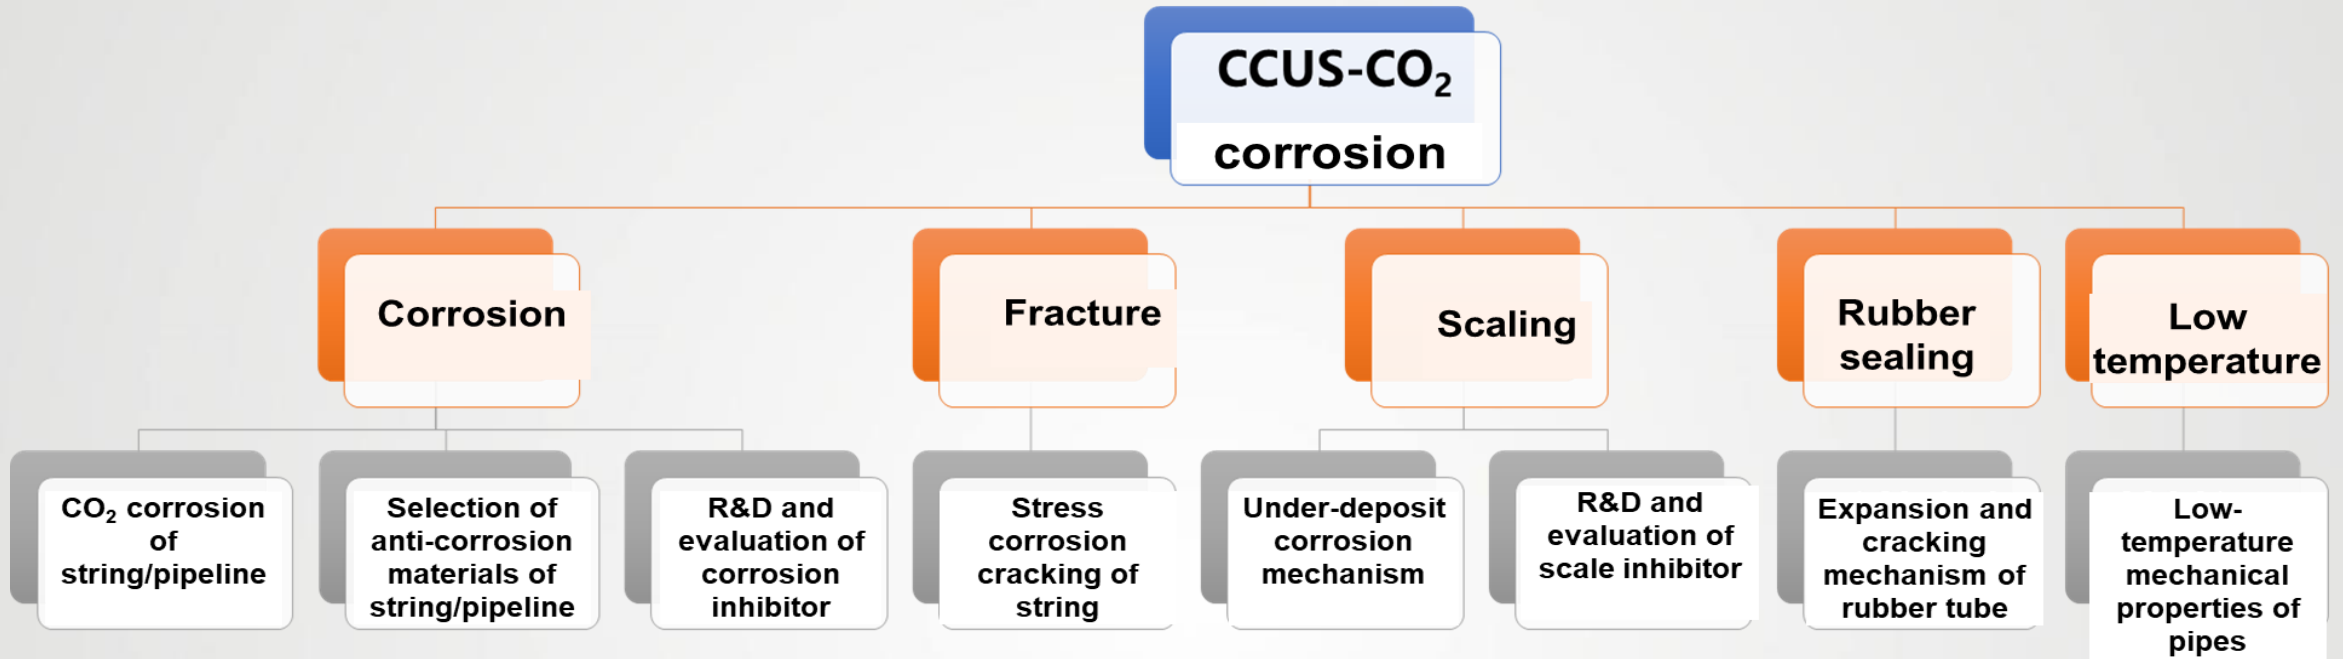 CCUS-CO₂
corrosion
Corrosion
Fracture
Scaling
Rubber
sealing
Low
temperature
CO₂ corrosion
of
string/pipeline
Selection of
anti-corrosion
materials of
string/pipeline
R&D and
evaluation of
corrosion
inhibitor
Stress
corrosion
cracking of
string
Under-deposit
corrosion
mechanism
R&D and
evaluation of
scale inhibitor
Expansion and
cracking
mechanism of
rubber tube
Low-
temperature
mechanical
properties of
pipes